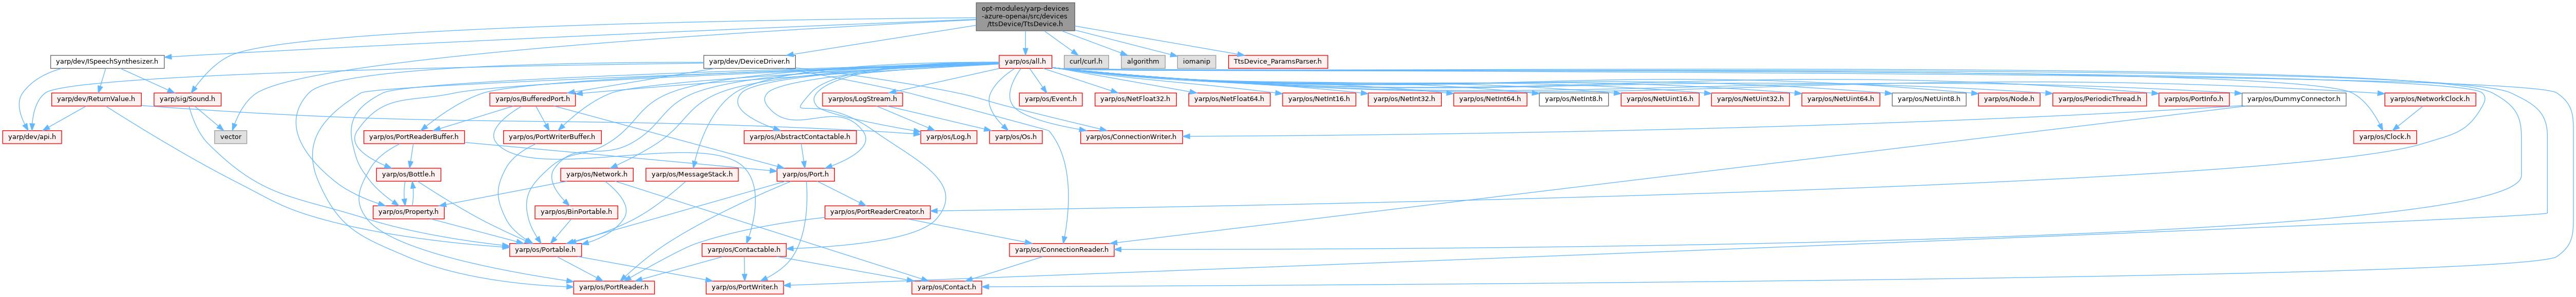 opt-modules/yarp-devices
-azure-openai/src/devices
/ttsDevice/TtsDevice.h
yarp/dev/ISpeechSynthesizer.h
yarp/dev/DeviceDriver.h
yarp/os/all.h
curl/curl.h
algorithm
iomanip
TtsDevice_ParamsParser.h
yarp/dev/ReturnValue.h
yarp/sig/Sound.h
yarp/os/BufferedPort.h
yarp/os/LogStream.h
yarp/os/Event.h
yarp/os/NetFloat32.h
yarp/os/NetFloat64.h
yarp/os/NetInt16.h
yarp/os/NetInt32.h
yarp/os/NetInt64.h
yarp/os/NetInt8.h
yarp/os/NetUint16.h
yarp/os/NetUint32.h
yarp/os/NetUint64.h
yarp/os/NetUint8.h
yarp/os/Node.h
yarp/os/PeriodicThread.h
yarp/os/PortInfo.h
yarp/os/DummyConnector.h
yarp/os/NetworkClock.h
yarp/dev/api.h
vector
yarp/os/PortReaderBuffer.h
yarp/os/PortWriterBuffer.h
yarp/os/AbstractContactable.h
yarp/os/Log.h
yarp/os/Os.h
yarp/os/ConnectionWriter.h
yarp/os/Clock.h
yarp/os/Bottle.h
yarp/os/Network.h
yarp/os/MessageStack.h
yarp/os/Port.h
yarp/os/Property.h
yarp/os/BinPortable.h
yarp/os/PortReaderCreator.h
yarp/os/Portable.h
yarp/os/Contactable.h
yarp/os/ConnectionReader.h
yarp/os/PortReader.h
yarp/os/PortWriter.h
yarp/os/Contact.h